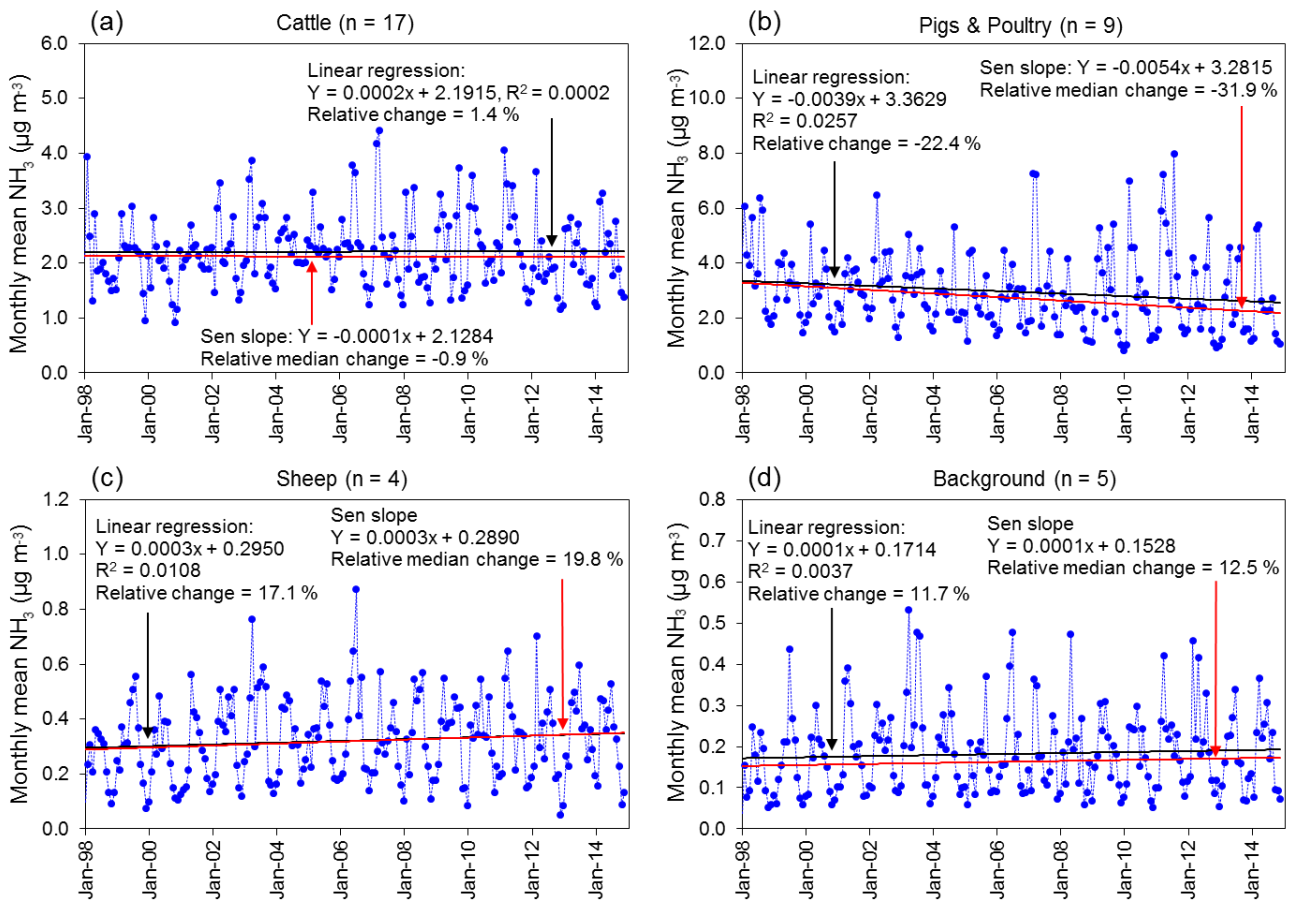 (a)
Cattle (n = 17)
Monthly mean NH₃ (µg m⁻³)
6.0
5.0
4.0
3.0
2.0
1.0
0.0
Linear regression:
Y = 0.0002x + 2.1915, R² = 0.0002
Relative change = 1.4 %
Sen slope: Y = -0.0001x + 2.1284
Relative median change = -0.9 %
Jan-98
Jan-00
Jan-02
Jan-04
Jan-06
Jan-08
Jan-10
Jan-12
Jan-14
(b)
Pigs & Poultry (n = 9)
Monthly mean NH₃ (µg m⁻³)
12.0
10.0
8.0
6.0
4.0
2.0
0.0
Linear regression:
Y = -0.0039x + 3.3629
R² = 0.0257
Relative change = -22.4 %
Sen slope: Y = -0.0054x + 3.2815
Relative median change = -31.9 %
Jan-98
Jan-00
Jan-02
Jan-04
Jan-06
Jan-08
Jan-10
Jan-12
Jan-14
(c)
Sheep (n = 4)
Monthly mean NH₃ (µg m⁻³)
1.2
1.0
0.8
0.6
0.4
0.2
0.0
Linear regression:
Y = 0.0003x + 0.2950
R² = 0.0108
Relative change = 17.1 %
Sen slope
Y = 0.0003x + 0.2890
Relative median change = 19.8 %
Jan-98
Jan-00
Jan-02
Jan-04
Jan-06
Jan-08
Jan-10
Jan-12
Jan-14
(d)
Background (n = 5)
Monthly mean NH₃ (µg m⁻³)
0.8
0.7
0.6
0.5
0.4
0.3
0.2
0.1
0.0
Linear regression:
Y = 0.0001x + 0.1714
R² = 0.0037
Relative change = 11.7 %
Sen slope
Y = 0.0001x + 0.1528
Relative median change = 12.5 %
Jan-98
Jan-00
Jan-02
Jan-04
Jan-06
Jan-08
Jan-10
Jan-12
Jan-14